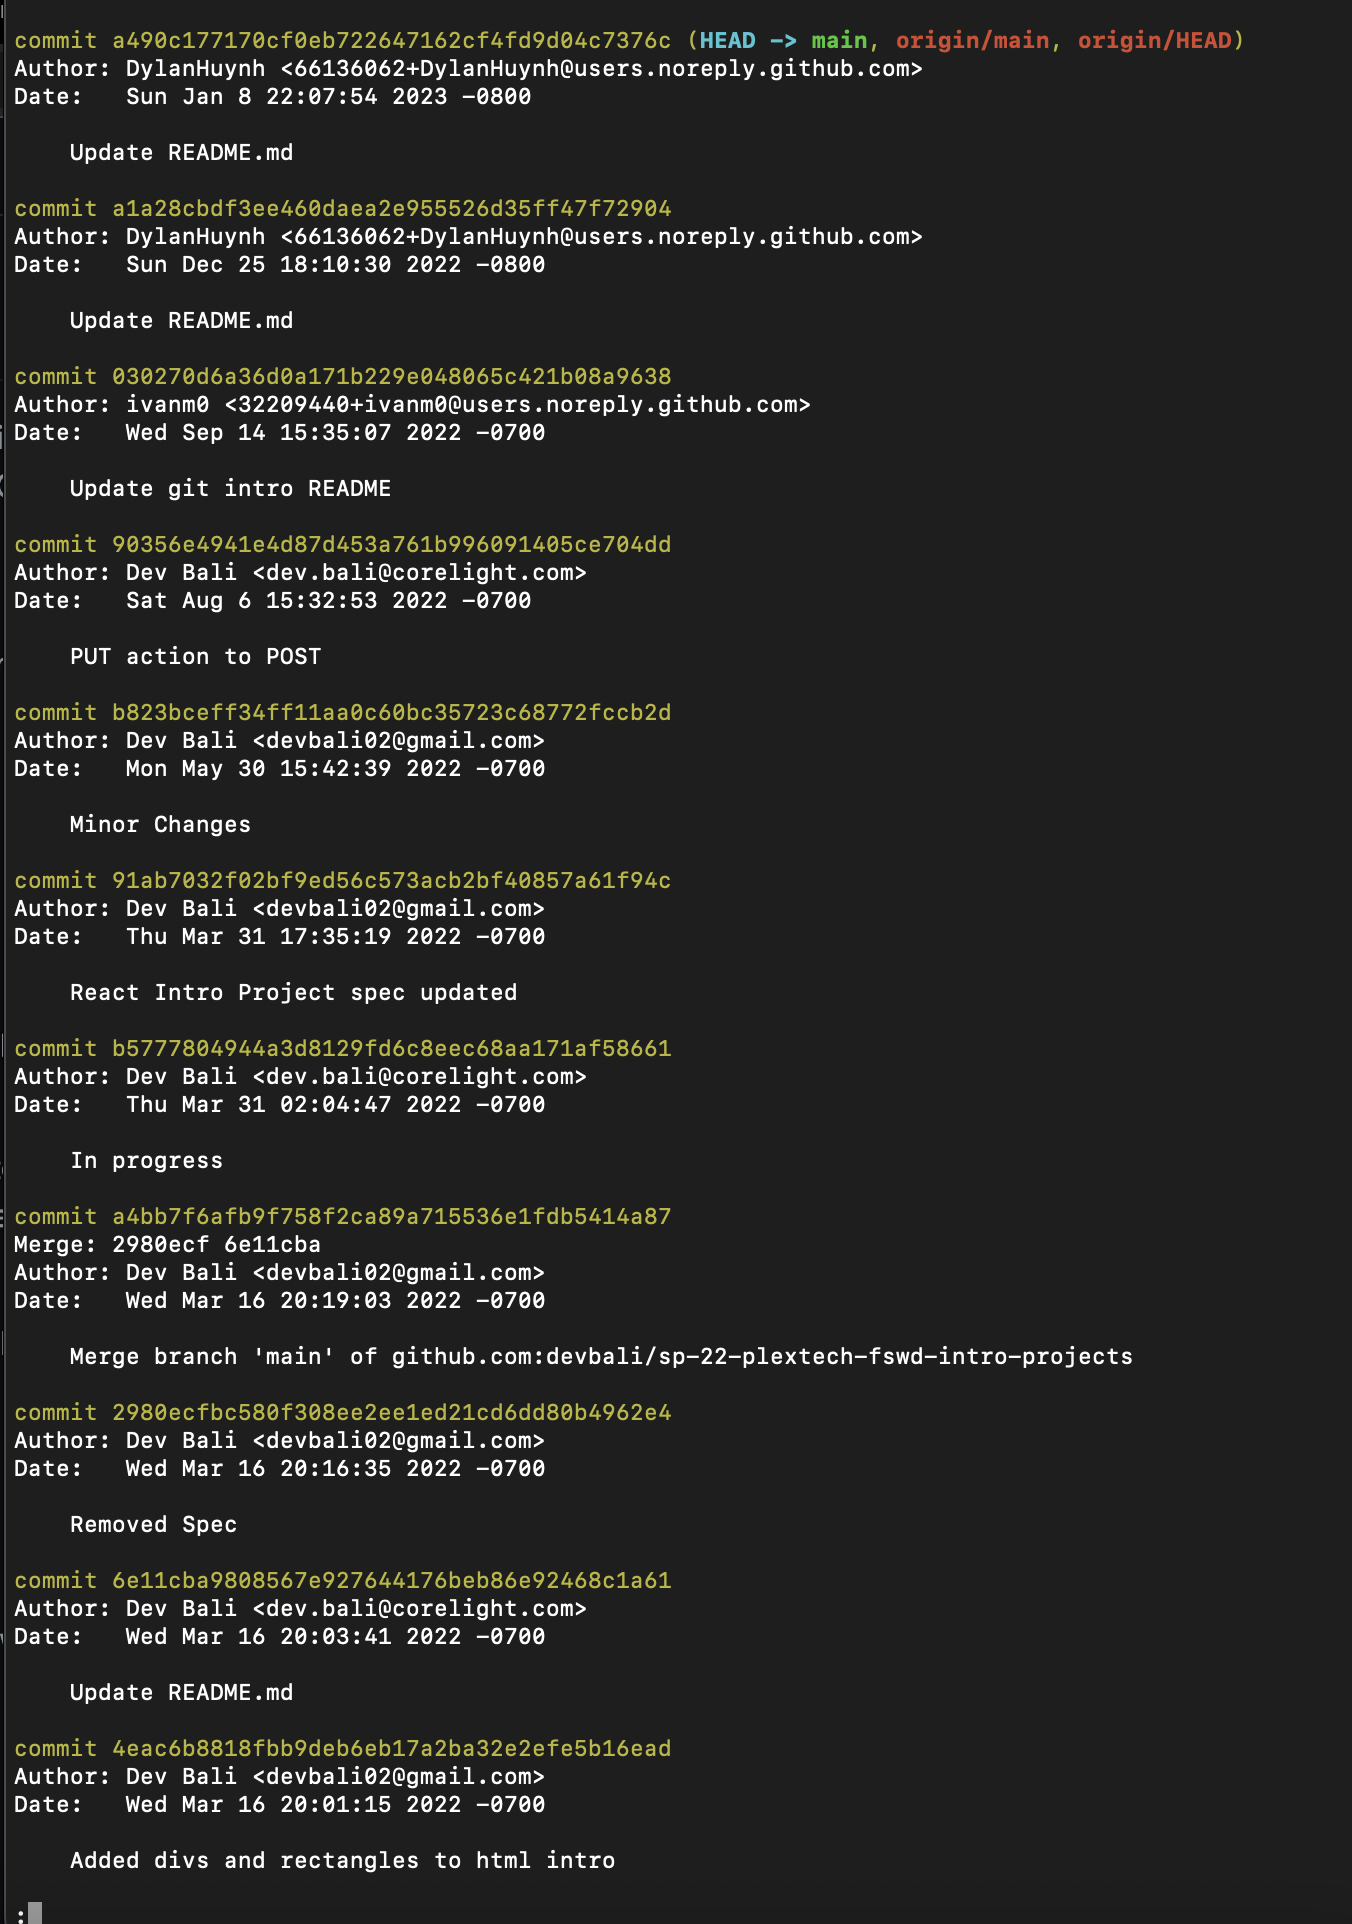 commit a490c177170cf0eb722647162cf4fd9d04c7376c (HEAD -> main, origin/main, origin/HEAD)
Author: DylanHuynh <66136062+DylanHuynh@users.noreply.github.com>
Date:   Sun Jan 8 22:07:54 2023 -0800
Update README.md
commit a1a28cbdf3ee460daea2e955526d35ff47f72904
Author: DylanHuynh <66136062+DylanHuynh@users.noreply.github.com>
Date:   Sun Dec 25 18:10:30 2022 -0800
Update README.md
commit 030270d6a36d0a171b229e048065c421b08a9638
Author: ivanm0 <32209440+ivanm0@users.noreply.github.com>
Date:   Wed Sep 14 15:35:07 2022 -0700
Update git intro README
commit 90356e4941e4d87d453a761b996091405ce704dd
Author: Dev Bali <dev.bali@corelight.com>
Date:   Sat Aug 6 15:32:53 2022 -0700
PUT action to POST
commit b823bceff34ff11aa0c60bc35723c68772fccb2d
Author: Dev Bali <devbali02@gmail.com>
Date:   Mon May 30 15:42:39 2022 -0700
Minor Changes
commit 91ab7032f02bf9ed56c573acb2bf40857a61f94c
Author: Dev Bali <devbali02@gmail.com>
Date:   Thu Mar 31 17:35:19 2022 -0700
React Intro Project spec updated
commit b5777804944a3d8129fd6c8eec68aa171af58661
Author: Dev Bali <dev.bali@corelight.com>
Date:   Thu Mar 31 02:04:47 2022 -0700
In progress
commit a4bb7f6afb9f758f2ca89a715536e1fdb5414a87
Merge: 2980ecf 6e11cba
Author: Dev Bali <devbali02@gmail.com>
Date:   Wed Mar 16 20:19:03 2022 -0700
Merge branch 'main' of github.com:devbali/sp-22-plextech-fswd-intro-projects
commit 2980ecfbc580f308ee2ee1ed21cd6dd80b4962e4
Author: Dev Bali <devbali02@gmail.com>
Date:   Wed Mar 16 20:16:35 2022 -0700
Removed Spec
commit 6e11cba9808567e927644176beb86e92468c1a61
Author: Dev Bali <dev.bali@corelight.com>
Date:   Wed Mar 16 20:03:41 2022 -0700
Update README.md
commit 4eac6b8818fbb9deb6eb17a2ba32e2efe5b16ead
Author: Dev Bali <devbali02@gmail.com>
Date:   Wed Mar 16 20:01:15 2022 -0700
Added divs and rectangles to html intro
: